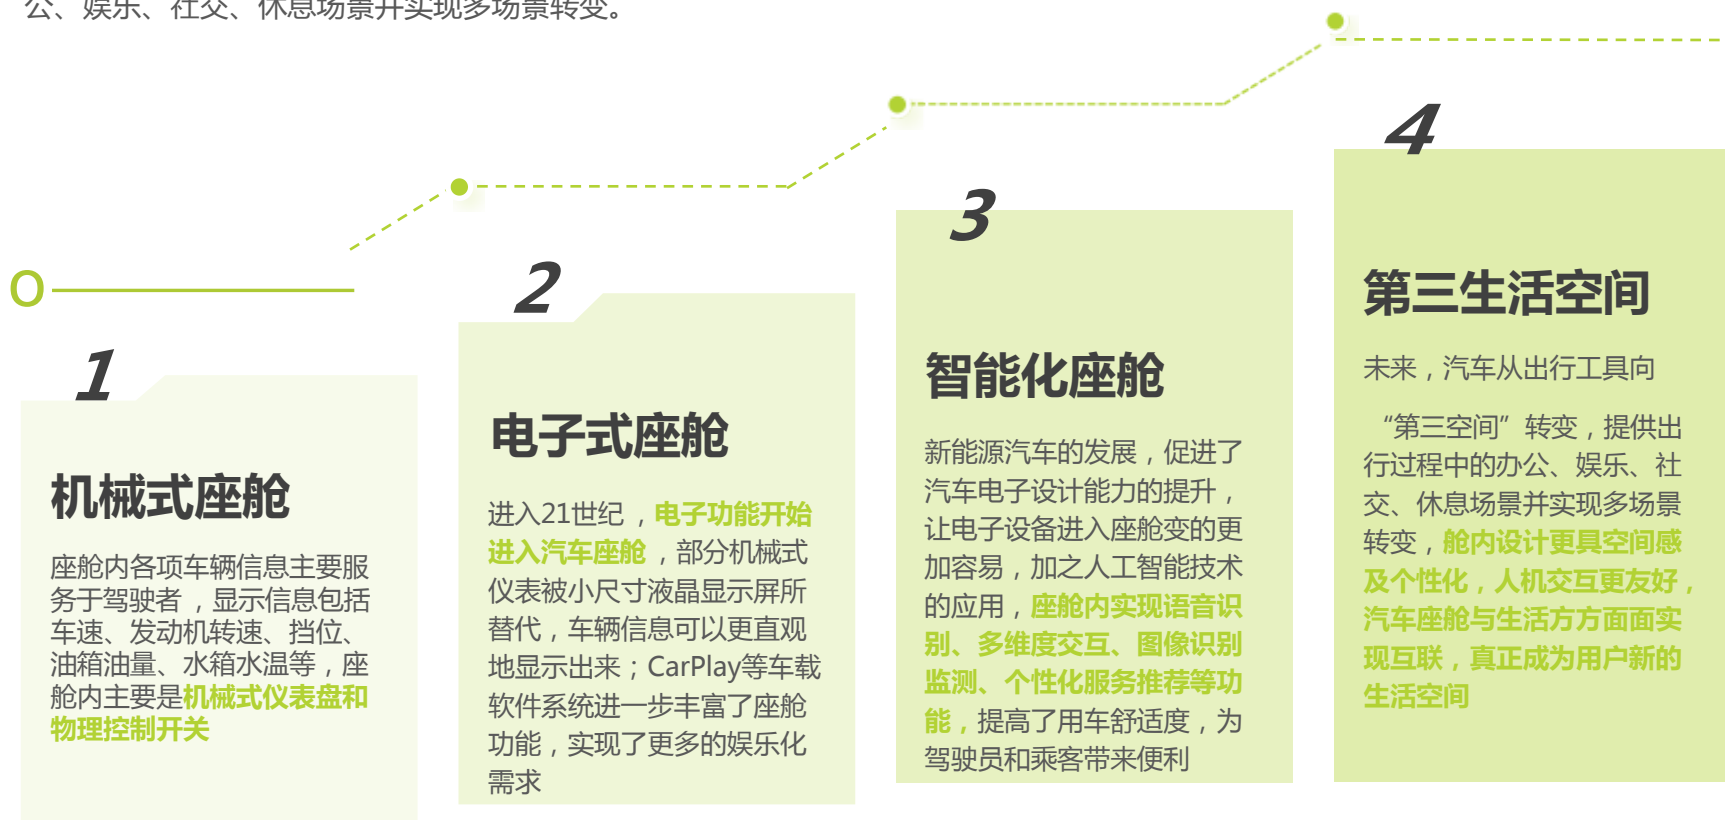 公、娱乐、社交、休息场景并实现多场景转变。
1
机械式座舱
座舱内各项车辆信息主要服
务于驾驶者，显示信息包括
车速、发动机转速、挡位、
油箱油量、水箱水温等，座
舱内主要是机械式仪表盘和
物理控制开关
2
电子式座舱
进入21世纪，电子功能开始
进入汽车座舱，部分机械式
仪表被小尺寸液晶显示屏所
替代，车辆信息可以更直观
地显示出来；CarPlay等车载
软件系统进一步丰富了座舱
功能，实现了更多的娱乐化
需求
3
智能化座舱
新能源汽车的发展，促进了
汽车电子设计能力的提升，
让电子设备进入座舱变的更
加容易，加之人工智能技术
的应用，座舱内实现语音识
别、多维度交互、图像识别
监测、个性化服务推荐等功
能，提高了用车舒适度，为
驾驶员和乘客带来便利
4
第三生活空间
未来，汽车从出行工具向
“第三空间”转变，提供出
行过程中的办公、娱乐、社
交、休息场景并实现多场景
转变，舱内设计更具空间感
及个性化，人机交互更友好，
汽车座舱与生活方方面面实
现互联，真正成为用户新的
生活空间